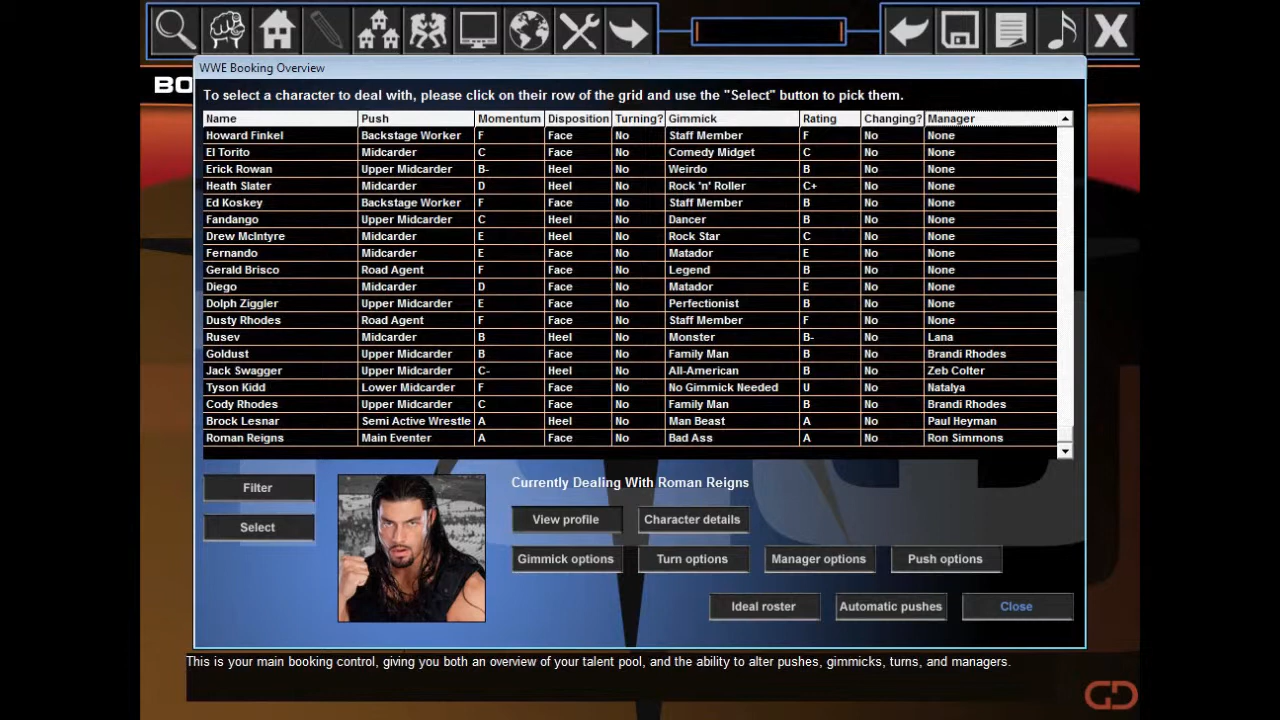 BO
WWE Booking Overview
To select a character to deal with, please click on their row of the grid and use the "Select" button to pick them.
Name Push Momentum Disposition Turning? Gimmick Rating Changing? Manager
Howard Finkel Backstage Worker F Face No Staff Member F No None
El Torito Midcarder C Face No Comedy Midget C No None
Erick Rowan Upper Midcarder B- Heel No Weirdo B No None
Heath Slater Midcarder D Heel No Rock 'n' Roller C+ No None
Ed Koskey Backstage Worker F Face No Staff Member B No None
Fandango Upper Midcarder C Heel No Dancer B No None
Drew McIntyre Midcarder E Heel No Rock Star C No None
Fernando Midcarder E Face No Matador E No None
Gerald Brisco Road Agent F Face No Legend B No None
Diego Midcarder D Face No Matador E No None
Dolph Ziggler Upper Midcarder E Face No Perfectionist B No None
Dusty Rhodes Road Agent F Face No Staff Member F No None
Rusev Midcarder B Heel No Monster B- No Lana
Goldust Upper Midcarder B Face No Family Man B No Brandi Rhodes
Jack Swagger Upper Midcarder C- Heel No All-American B No Zeb Colter
Tyson Kidd Lower Midcarder F Face No No Gimmick Needed U No Natalya
Cody Rhodes Upper Midcarder C Face No Family Man B No Brandi Rhodes
Brock Lesnar Semi Active Wrestle A Heel No Man Beast A No Paul Heyman
Roman Reigns Main Eventer A Face No Bad Ass A No Ron Simmons
Filter
Select
Currently Dealing With Roman Reigns
View profile Character details
Gimmick options Turn options Manager options Push options
Ideal roster Automatic pushes Close
This is your main booking control, giving you both an overview of your talent pool, and the ability to alter pushes, gimmicks, turns, and managers.
GD